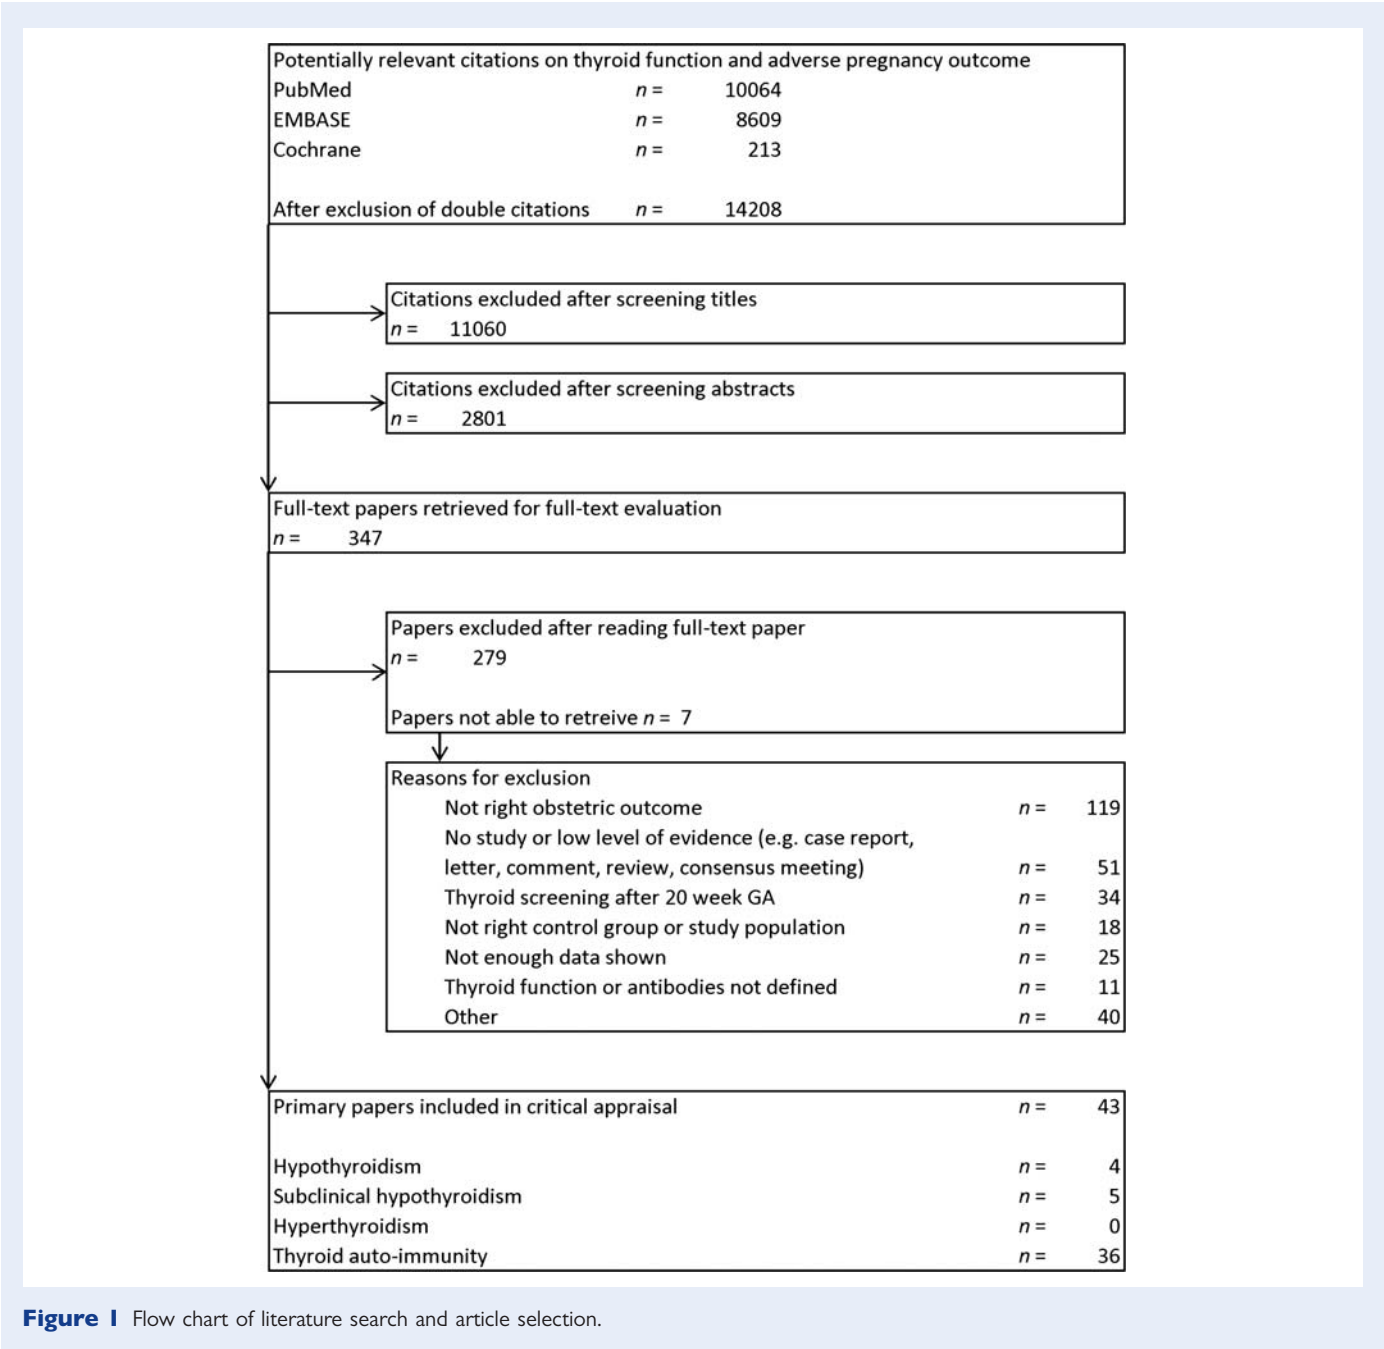 Potentially relevant citations on thyroid function and adverse pregnancy outcome
PubMed n = 10064
EMBASE n = 8609
Cochrane n = 213
After exclusion of double citations n = 14208
Citations excluded after screening titles
n = 11060
Citations excluded after screening abstracts
n = 2801
Full-text papers retrieved for full-text evaluation
n = 347
Papers excluded after reading full-text paper
n = 279
Papers not able to retreive n = 7
Reasons for exclusion
Not right obstetric outcome n = 119
No study or low level of evidence (e.g. case report,
letter, comment, review, consensus meeting) n = 51
Thyroid screening after 20 week GA n = 34
Not right control group or study population n = 18
Not enough data shown n = 25
Thyroid function or antibodies not defined n = 11
Other n = 40
Primary papers included in critical appraisal n = 43
Hypothyroidism n = 4
Subclinical hypothyroidism n = 5
Hyperthyroidism n = 0
Thyroid auto-immunity n = 36
Figure 1 Flow chart of literature search and article selection.